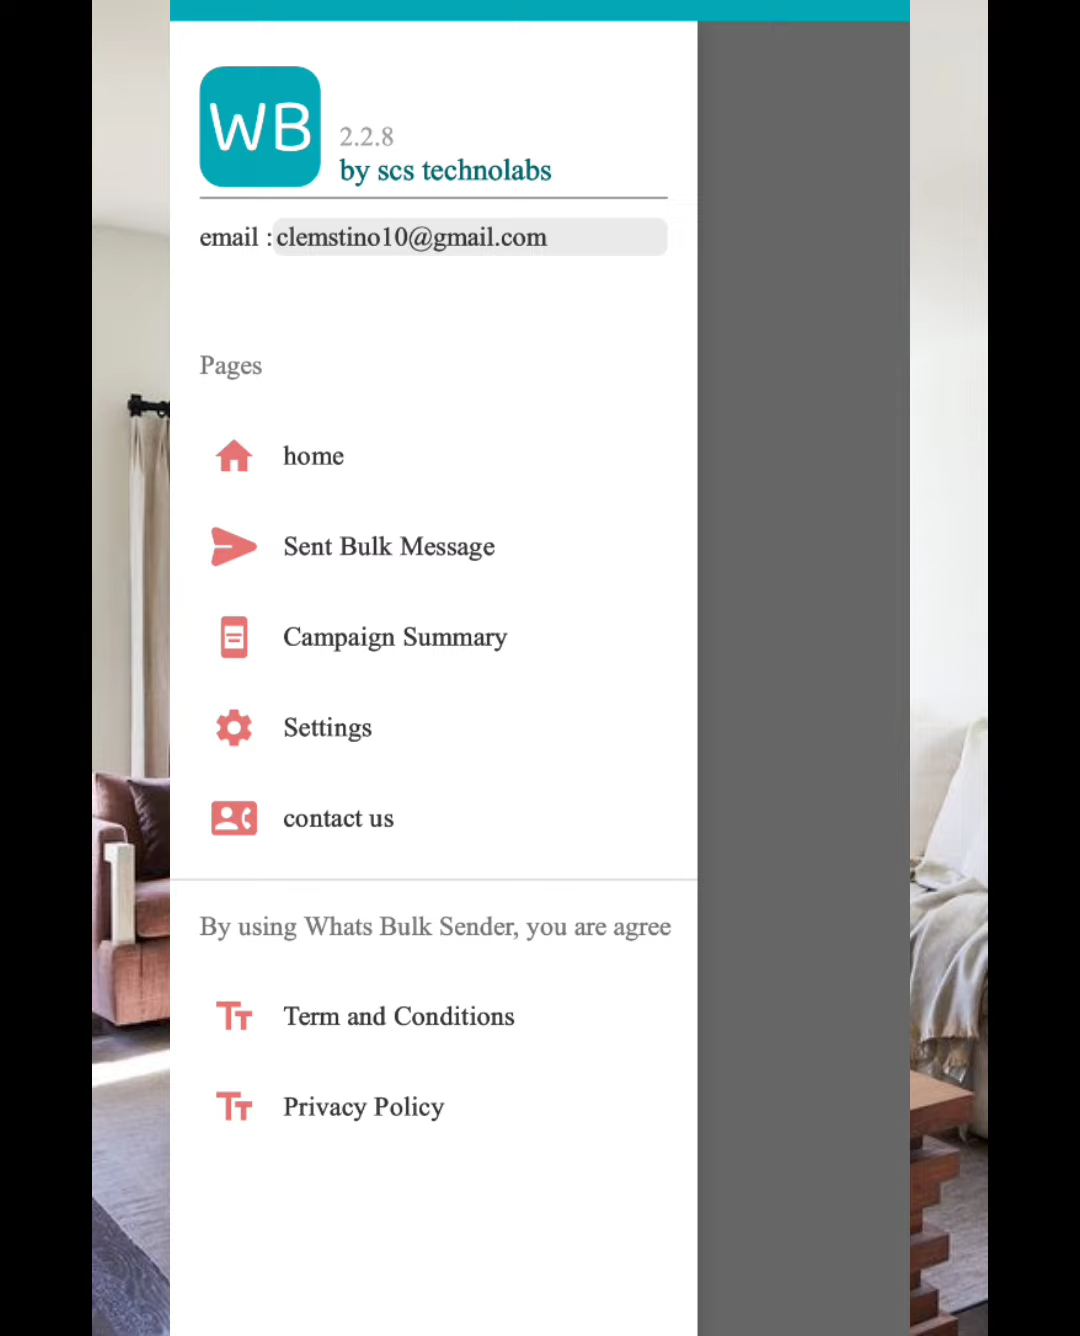 WB
2.2.8
by scs technolabs
email : clemstino10@gmail.com
Pages
home
Sent Bulk Message
Campaign Summary
Settings
contact us
By using Whats Bulk Sender, you are agree
Term and Conditions
Privacy Policy